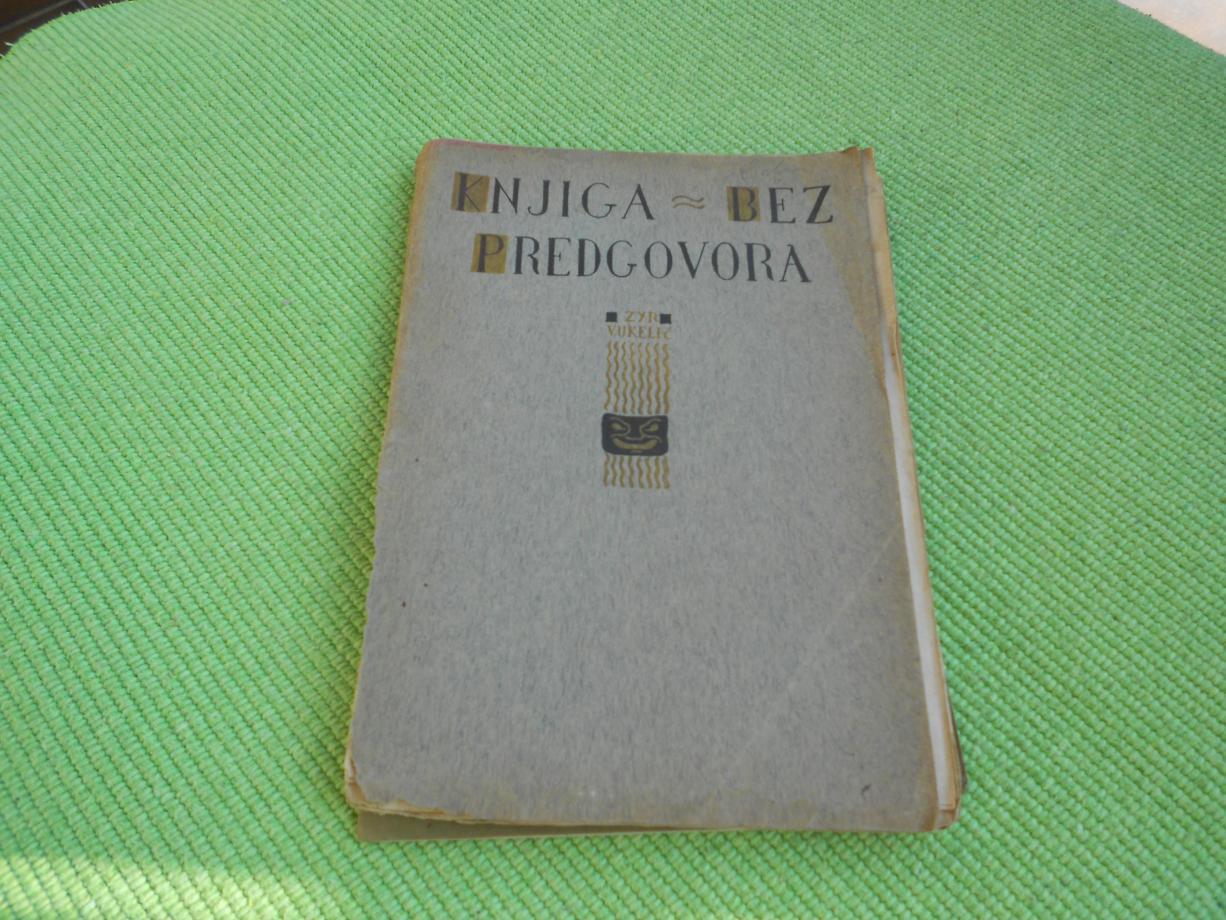 KNJIGA ≈ BEZ
PREDGOVORA
ZYR
VUKELIĆ